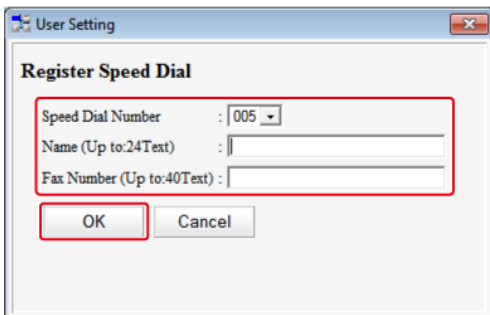 User Setting
Register Speed Dial
Speed Dial Number : 005
Name (Up to:24Text) :
Fax Number (Up to:40Text) :
OK Cancel